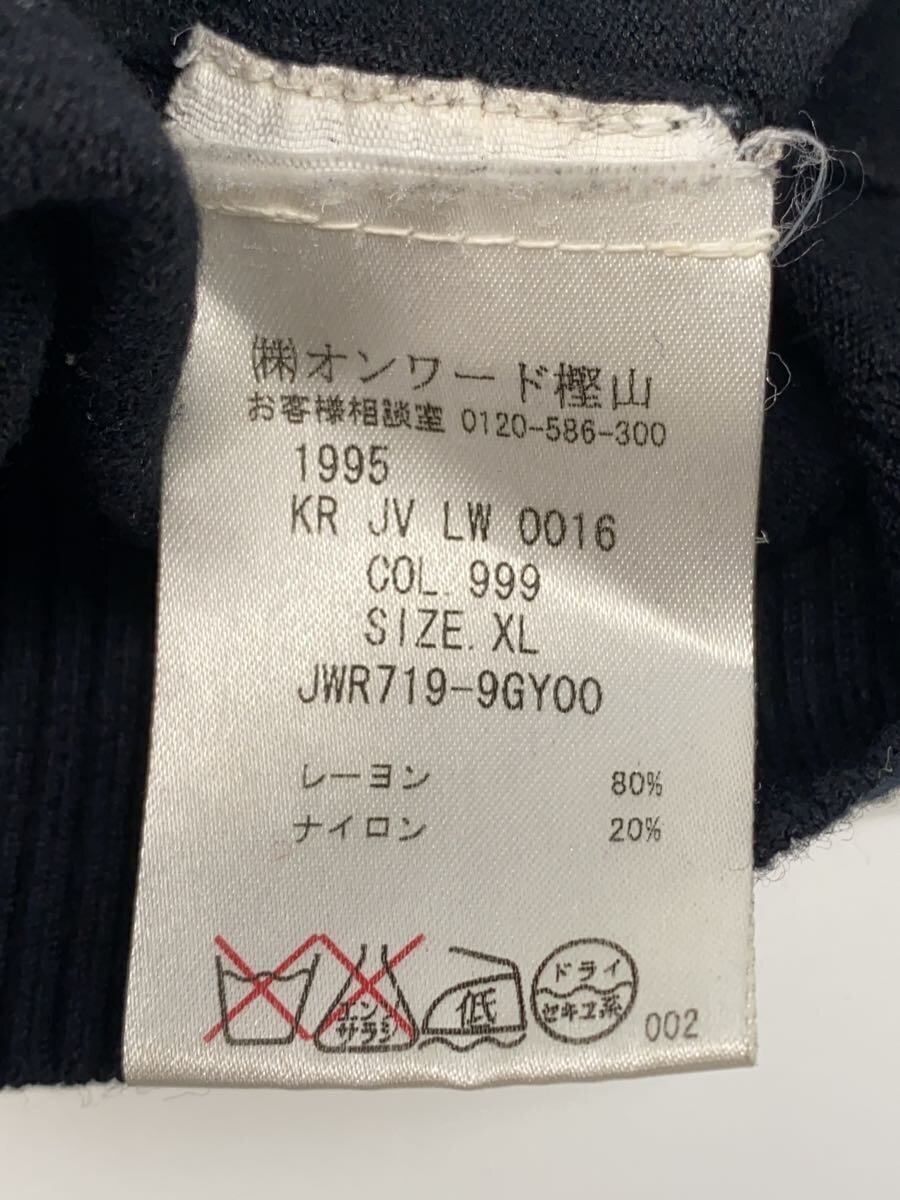 ㈱オンワード樫山
お客様相談室 0120-586-300
1995
KR JV LW 0016
COL.999
SIZE.XL
JWR719-9GY00
レーヨン 80%
ナイロン 20%
エンソ
サラシ
低
ドライ
セキユ系
002